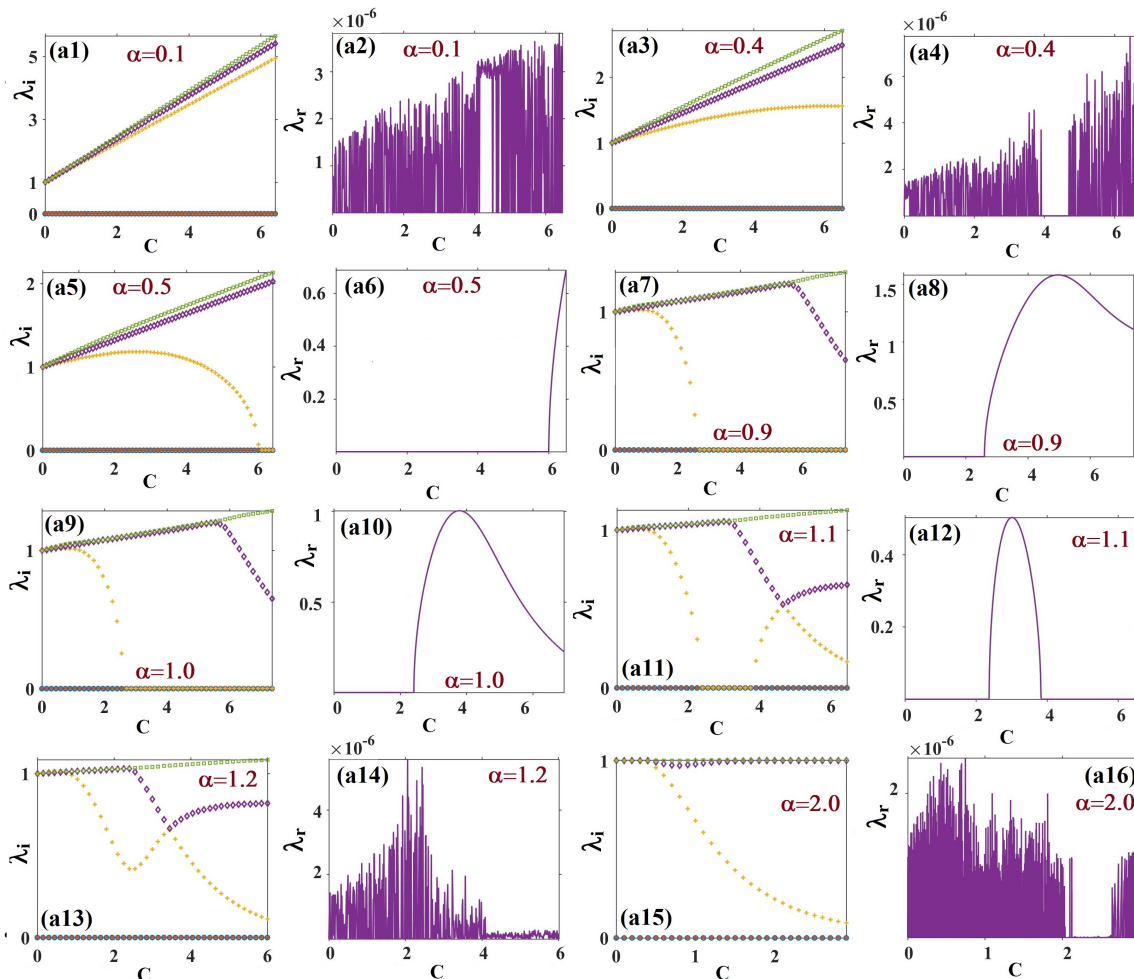 (a1) α=0.1
λi
5
3
1
0
0 2 4 6
C
×10⁻⁶
(a2) α=0.1
λr
3
2
1
0 2 4 6
C
(a3) α=0.4
λi
2
1
0
0 2 4 6
C
×10⁻⁶
α=0.4 (a4)
λr
6
4
2
0 2 4 6
C
(a5) α=0.5
λi
2
1
0
0 2 4 6
C
(a6) α=0.5
λr
0.6
0.4
0.2
0 2 4 6
C
(a7)
λi
1
0
α=0.9
0 2 4 6
C
(a8)
λr
1.5
1
0.5
α=0.9
0 2 4 6
C
(a9)
λi
1
0
α=1.0
0 2 4 6
C
(a10)
λr
1
0.5
α=1.0
0 2 4 6
C
α=1.1
λi
1
0
(a11)
0 2 4 6
C
(a12) α=1.1
λr
0.4
0.2
0 2 4 6
C
α=1.2
λi
1
0
(a13)
0 2 4 6
C
×10⁻⁶
(a14) α=1.2
λr
4
2
0 2 4 6
C
α=2.0
λi
1
0
(a15)
0 1 2
C
×10⁻⁶
(a16)
α=2.0
λr
2
0 1 2
C